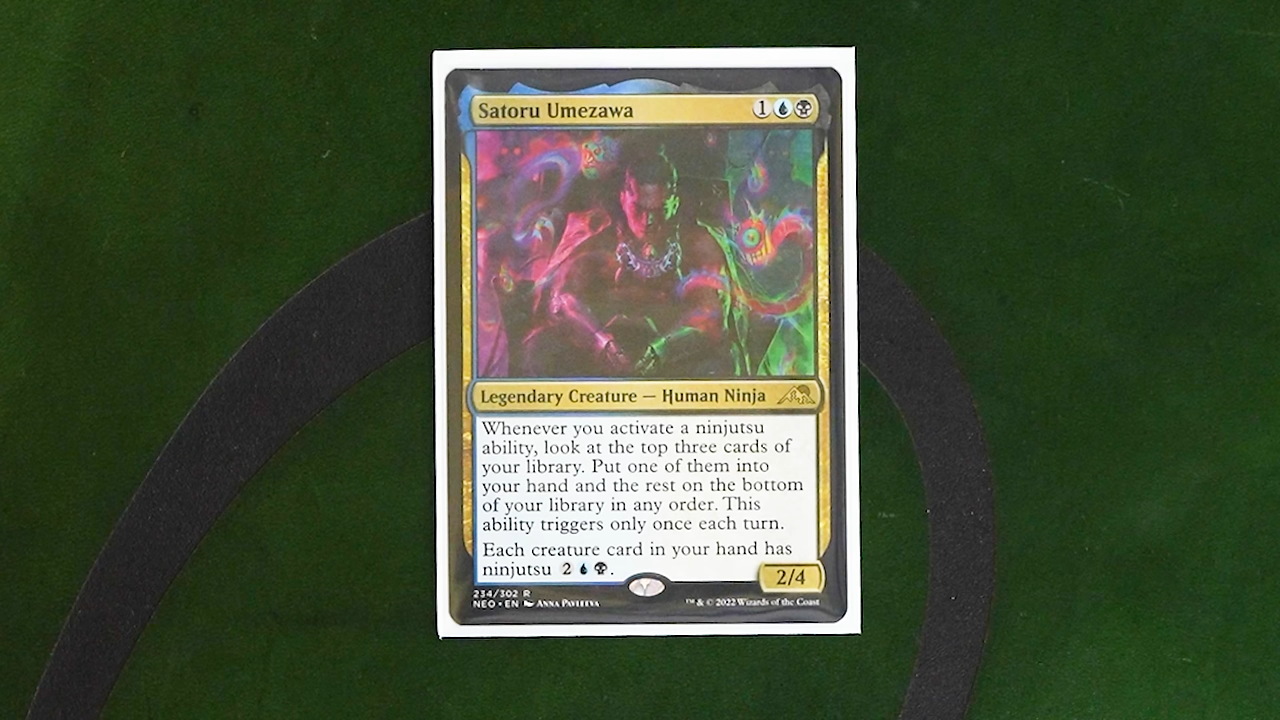 Satoru Umezawa 1
Legendary Creature — Human Ninja
Whenever you activate a ninjutsu
ability, look at the top three cards of
your library. Put one of them into
your hand and the rest on the bottom
of your library in any order. This
ability triggers only once each turn.
Each creature card in your hand has
ninjutsu 2 .
2/4
234/302 R
NEO • EN Anna Pavleeva
™ & © 2022 Wizards of the Coast